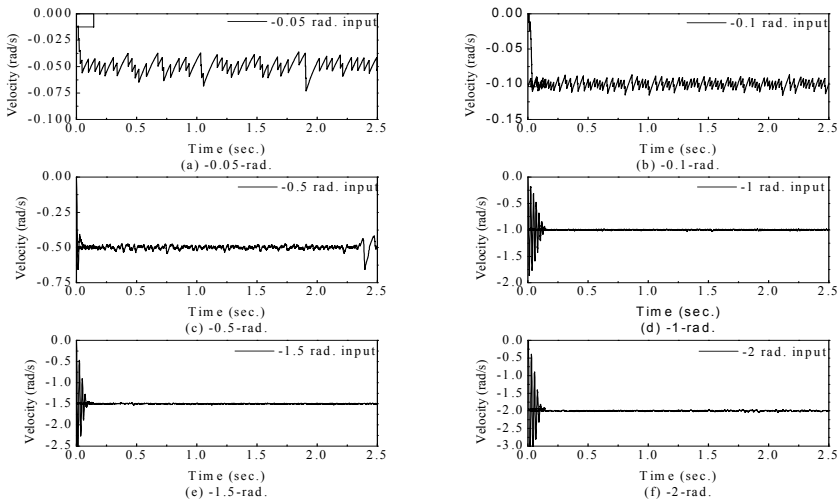 0.000
-0.025
-0.050
-0.075
-0.100
Velocity (rad/s)
-0.05 rad. input
0.0 0.5 1.0 1.5 2.0 2.5
Time (sec.)
(a) -0.05-rad.
0.00
-0.05
-0.10
-0.15
Velocity (rad/s)
-0.1 rad. input
0.0 0.5 1.0 1.5 2.0 2.5
Time (sec.)
(b) -0.1-rad.
0.00
-0.25
-0.50
-0.75
Velocity (rad/s)
-0.5 rad. input
0.0 0.5 1.0 1.5 2.0 2.5
Time (sec.)
(c) -0.5-rad.
0.0
-0.5
-1.0
-1.5
-2.0
Velocity (rad/s)
-1 rad. input
0.0 0.5 1.0 1.5 2.0 2.5
Time (sec.)
(d) -1-rad.
0.0
-0.5
-1.0
-1.5
-2.0
-2.5
Velocity (rad/s)
-1.5 rad. input
0.0 0.5 1.0 1.5 2.0 2.5
Time (sec.)
(e) -1.5-rad.
0.0
-0.5
-1.0
-1.5
-2.0
-2.5
-3.0
Velocity (rad/s)
-2 rad. input
0.0 0.5 1.0 1.5 2.0 2.5
Time (sec.)
(f) -2-rad.